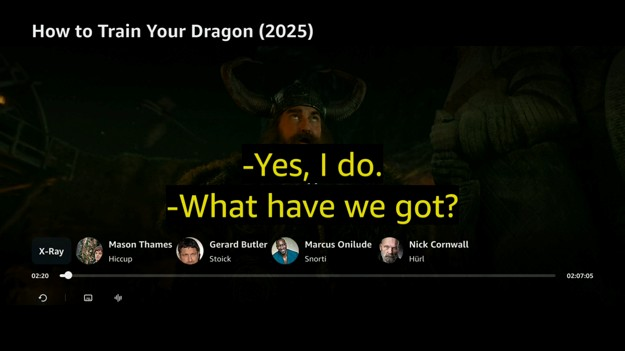 How to Train Your Dragon (2025)
-Yes, I do.
-What have we got?
X-Ray
Mason Thames
Hiccup
Gerard Butler
Stoick
Marcus Onilude
Snorti
Nick Cornwall
Hürl
02:20
02:07:05